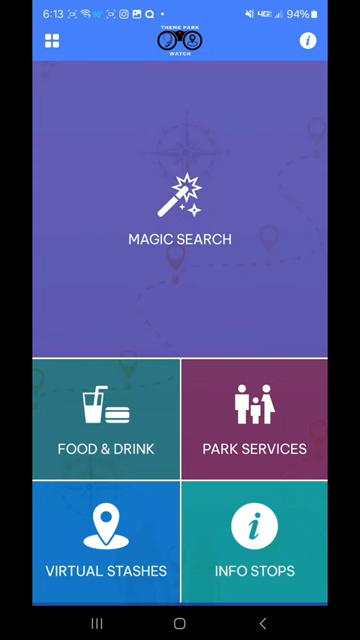 6:13
94%
THEME PARK
WATCH
MAGIC SEARCH
FOOD & DRINK
PARK SERVICES
VIRTUAL STASHES
INFO STOPS